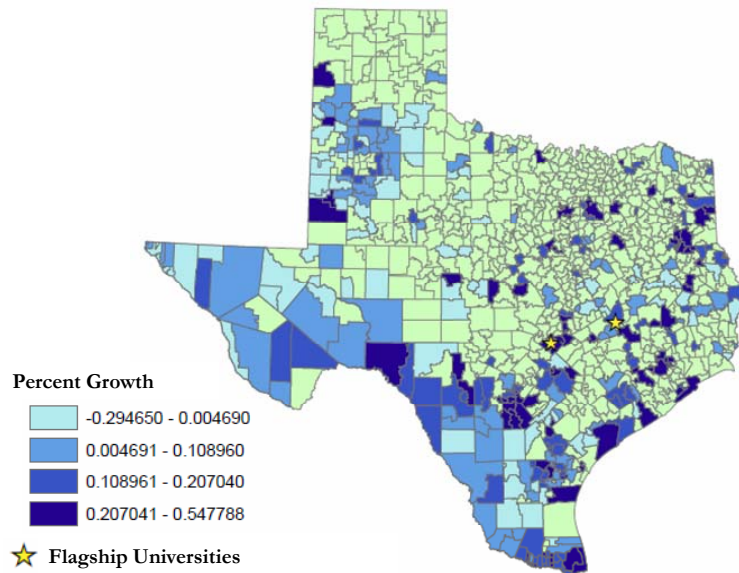 Percent Growth
-0.294650 - 0.004690
0.004691 - 0.108960
0.108961 - 0.207040
0.207041 - 0.547788
Flagship Universities